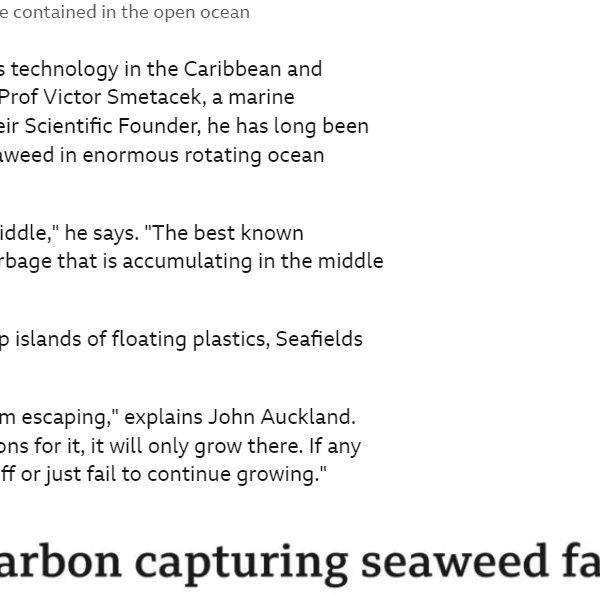 e contained in the open ocean
s technology in the Caribbean and
Prof Victor Smetacek, a marine
eir Scientific Founder, he has long been
aweed in enormous rotating ocean
iddle," he says. "The best known
rbage that is accumulating in the middle
p islands of floating plastics, Seafields
m escaping," explains John Auckland.
ons for it, it will only grow there. If any
ff or just fail to continue growing."
arbon capturing seaweed fa